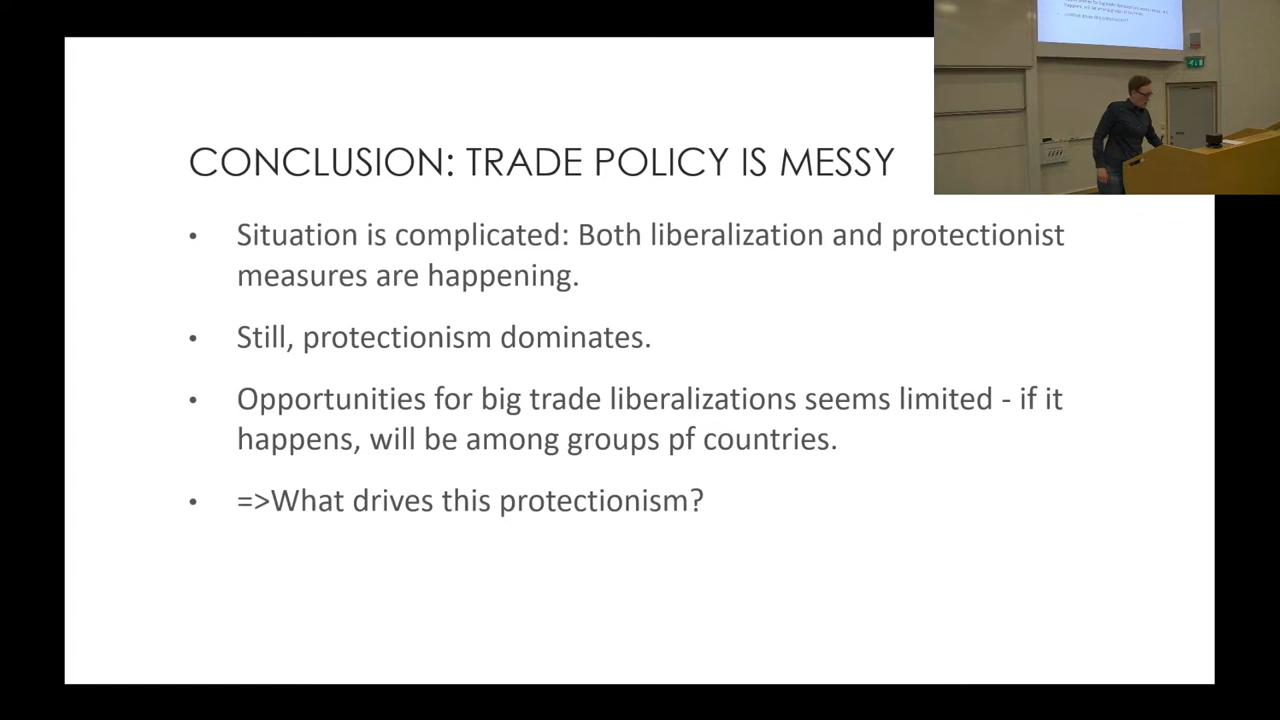 CONCLUSION: TRADE POLICY IS MESSY
• Situation is complicated: Both liberalization and protectionist
measures are happening.
• Still, protectionism dominates.
• Opportunities for big trade liberalizations seems limited - if it
happens, will be among groups pf countries.
• =>What drives this protectionism?